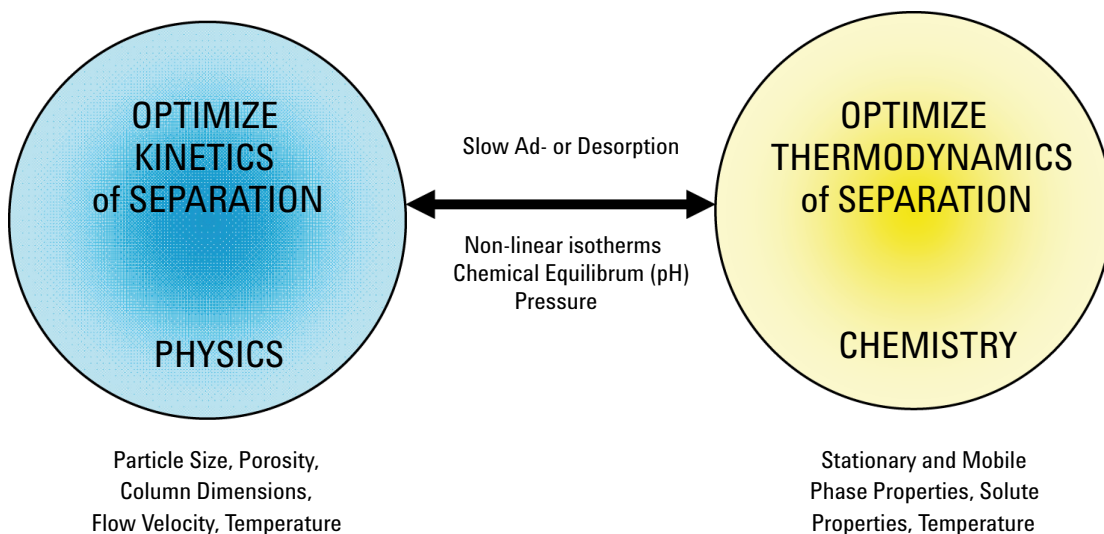 OPTIMIZE
KINETICS
of SEPARATION
PHYSICS
Particle Size, Porosity,
Column Dimensions,
Flow Velocity, Temperature
Slow Ad- or Desorption
Non-linear isotherms
Chemical Equilibrum (pH)
Pressure
OPTIMIZE
THERMODYNAMICS
of SEPARATION
CHEMISTRY
Stationary and Mobile
Phase Properties, Solute
Properties, Temperature